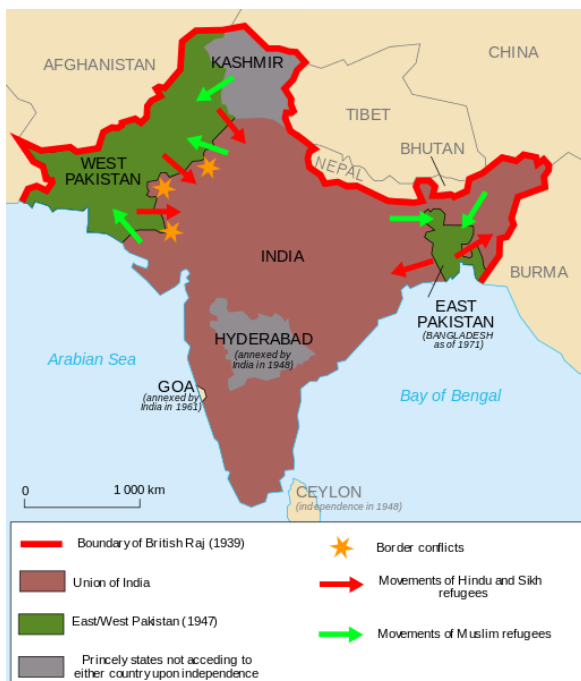 AFGHANISTAN
KASHMIR
CHINA
TIBET
WEST
PAKISTAN
NEPAL
BHUTAN
INDIA
BURMA
EAST
PAKISTAN
(BANGLADESH
as of 1971)
HYDERABAD
(annexed by
India in 1948)
Arabian Sea
GOA
(annexed by
India in 1961)
Bay of Bengal
0 1 000 km
CEYLON
(independence in 1948)
Boundary of British Raj (1939)
Border conflicts
Union of India
Movements of Hindu and Sikh
refugees
East/West Pakistan (1947)
Movements of Muslim refugees
Princely states not acceding to
either country upon independence